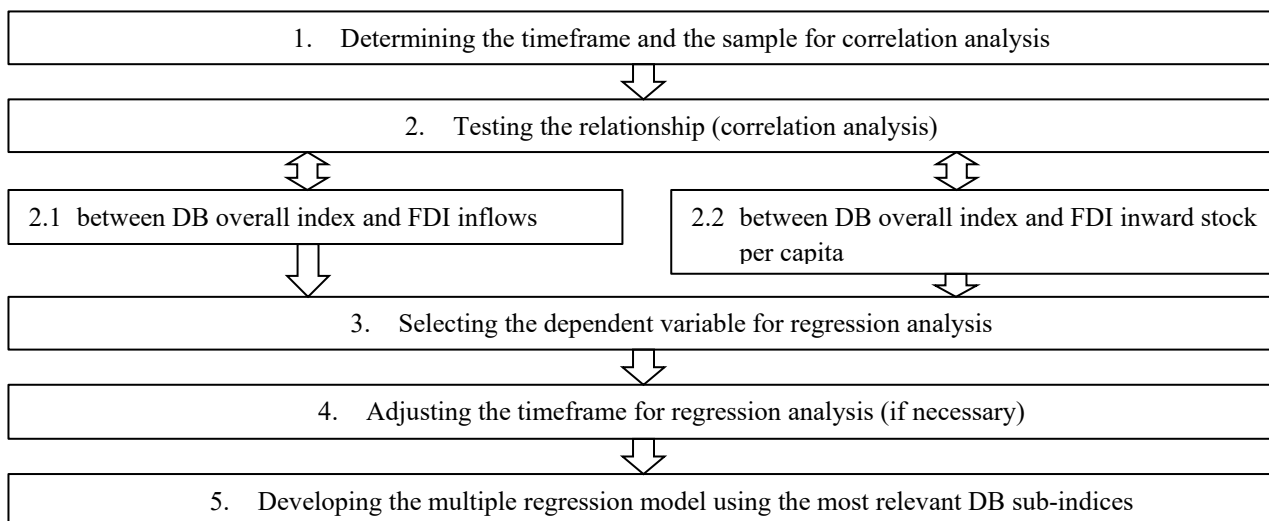 1. Determining the timeframe and the sample for correlation analysis
2. Testing the relationship (correlation analysis)
2.1 between DB overall index and FDI inflows
2.2 between DB overall index and FDI inward stock
per capita
3. Selecting the dependent variable for regression analysis
4. Adjusting the timeframe for regression analysis (if necessary)
5. Developing the multiple regression model using the most relevant DB sub-indices